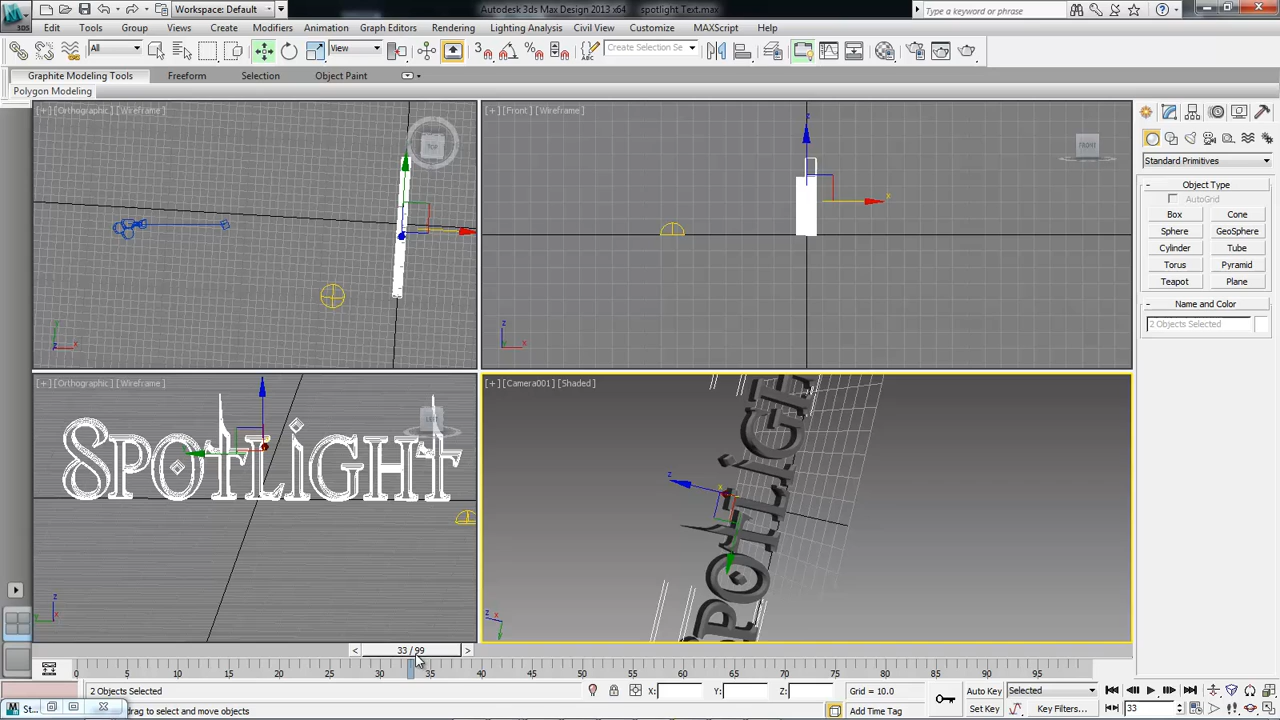 Workspace: Default
Autodesk 3ds Max Design 2013 x64
spotlight Text.max
Type a keyword or phrase
Edit Tools Group Views Create Modifiers Animation Graph Editors Rendering Lighting Analysis Civil View Customize MAXScript Help
All View Create Selection Se
Graphite Modeling Tools Freeform Selection Object Paint
Polygon Modeling
[+] [Orthographic] [Wireframe]
TOP
[+] [Front] [Wireframe]
FRONT
Standard Primitives
Object Type
AutoGrid
Box Cone
Sphere GeoSphere
Cylinder Tube
Torus Pyramid
Teapot Plane
Name and Color
2 Objects Selected
[+] [Orthographic] [Wireframe]
SPOTLIGHT
[+] [Camera001] [Shaded]
SPOTLIGHT
< 33 / 99 >
5 10 15 20 25 30 35 40 45 50 55 60 65 70 75 80 85 90 95
2 Objects Selected X: Y: Z: Grid = 10.0 Auto Key Selected
St...
drag to select and move objects Add Time Tag Set Key Key Filters... 33